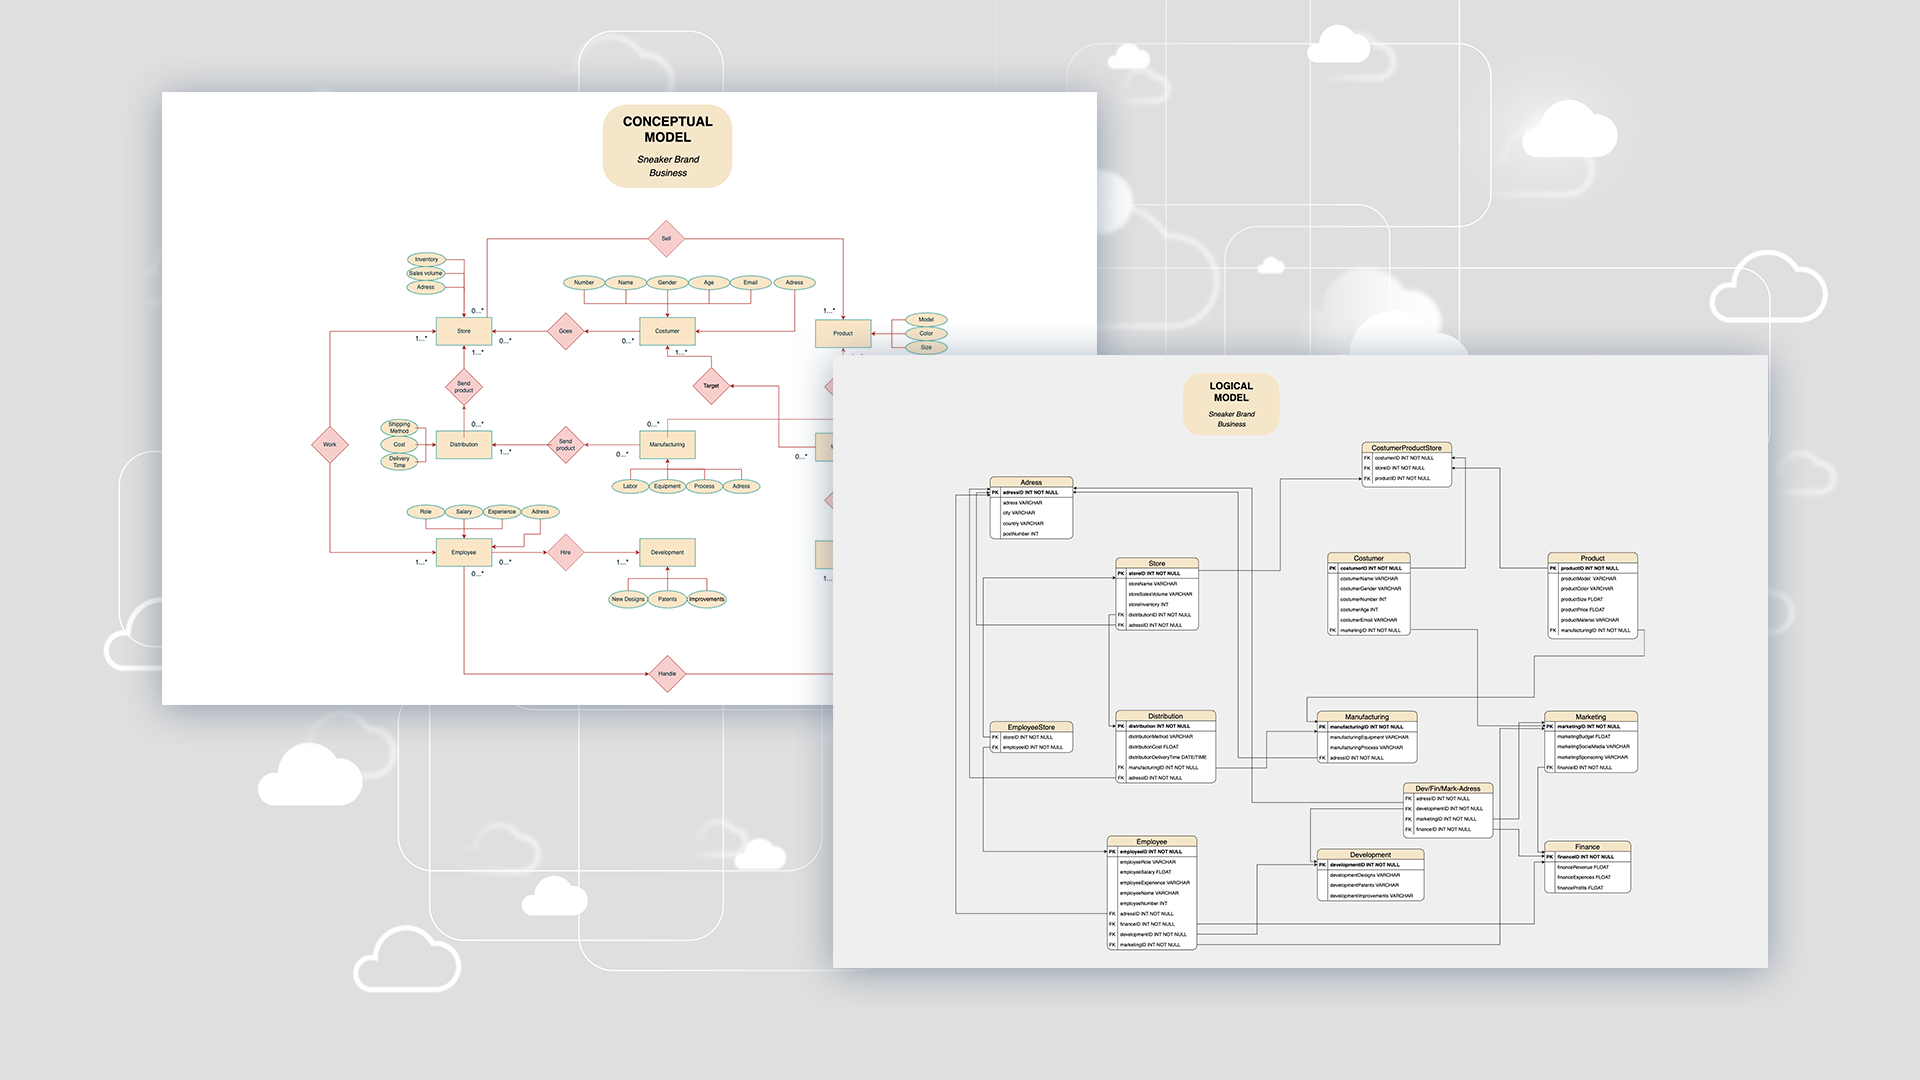 CONCEPTUAL
MODEL
Sneaker Brand
Business
Sell
Inventory
Sales volume
Adress
Number
Name
Gender
Age
Email
Adress
0...*
1...*
Store
Goes
Costumer
Product
Model
Color
Size
1...*
0...*
0...*
1...*
1...*
Send
product
Target
Work
Shipping
Method
Cost
Delivery
Time
0...*
Distribution
1...*
Send
product
0...*
Manufacturing
0...*
0...*
Labor
Equipment
Process
Adress
Role
Salary
Experience
Adress
Employee
1...*
0...*
0...*
Hire
1...*
Development
New Designs
Patents
Improvements
Handle
LOGICAL
MODEL
Sneaker Brand
Business
CostumerProductStore
FK costumerID INT NOT NULL
FK storeID INT NOT NULL
FK productID INT NOT NULL
Adress
PK adressID INT NOT NULL
adress VARCHAR
city VARCHAR
country VARCHAR
postNumber INT
Store
PK storeID INT NOT NULL
storeName VARCHAR
storeSalesVolume VARCHAR
storeInventory INT
FK distributionID INT NOT NULL
FK adressID INT NOT NULL
Costumer
PK costumerID INT NOT NULL
costumerName VARCHAR
costumerGender VARCHAR
costumerNumber INT
costumerAge INT
costumerEmail VARCHAR
FK marketingID INT NOT NULL
Product
PK productID INT NOT NULL
productModel VARCHAR
productColor VARCHAR
productSize FLOAT
productPrice FLOAT
productMaterial VARCHAR
FK manufacturingID INT NOT NULL
EmployeeStore
FK storeID INT NOT NULL
FK employeeID INT NOT NULL
Distribution
PK distribution INT NOT NULL
distributionMethod VARCHAR
distributionCost FLOAT
distributionDeliveryTime DATE/TIME
FK manufacturingID INT NOT NULL
FK adressID INT NOT NULL
Manufacturing
PK manufacturingID INT NOT NULL
manufacturingEquipment VARCHAR
manufacturingProcess VARCHAR
FK adressID INT NOT NULL
Marketing
PK marketingID INT NOT NULL
marketingBudget FLOAT
marketingSocialMedia VARCHAR
marketingSponsoring VARCHAR
FK financeID INT NOT NULL
Dev/Fin/Mark-Adress
FK adressID INT NOT NULL
FK developmentID INT NOT NULL
FK marketingID INT NOT NULL
FK financeID INT NOT NULL
Employee
PK employeeID INT NOT NULL
employeeRole VARCHAR
employeeSalary FLOAT
employeeExperience VARCHAR
employeeName VARCHAR
employeeNumber INT
FK adressID INT NOT NULL
FK financeID INT NOT NULL
FK developmentID INT NOT NULL
FK marketingID INT NOT NULL
Development
PK developmentID INT NOT NULL
developmentDesigns VARCHAR
developmentPatents VARCHAR
developmentImprovements VARCHAR
Finance
PK financeID INT NOT NULL
financeRevenue FLOAT
financeExpences FLOAT
financeProfits FLOAT